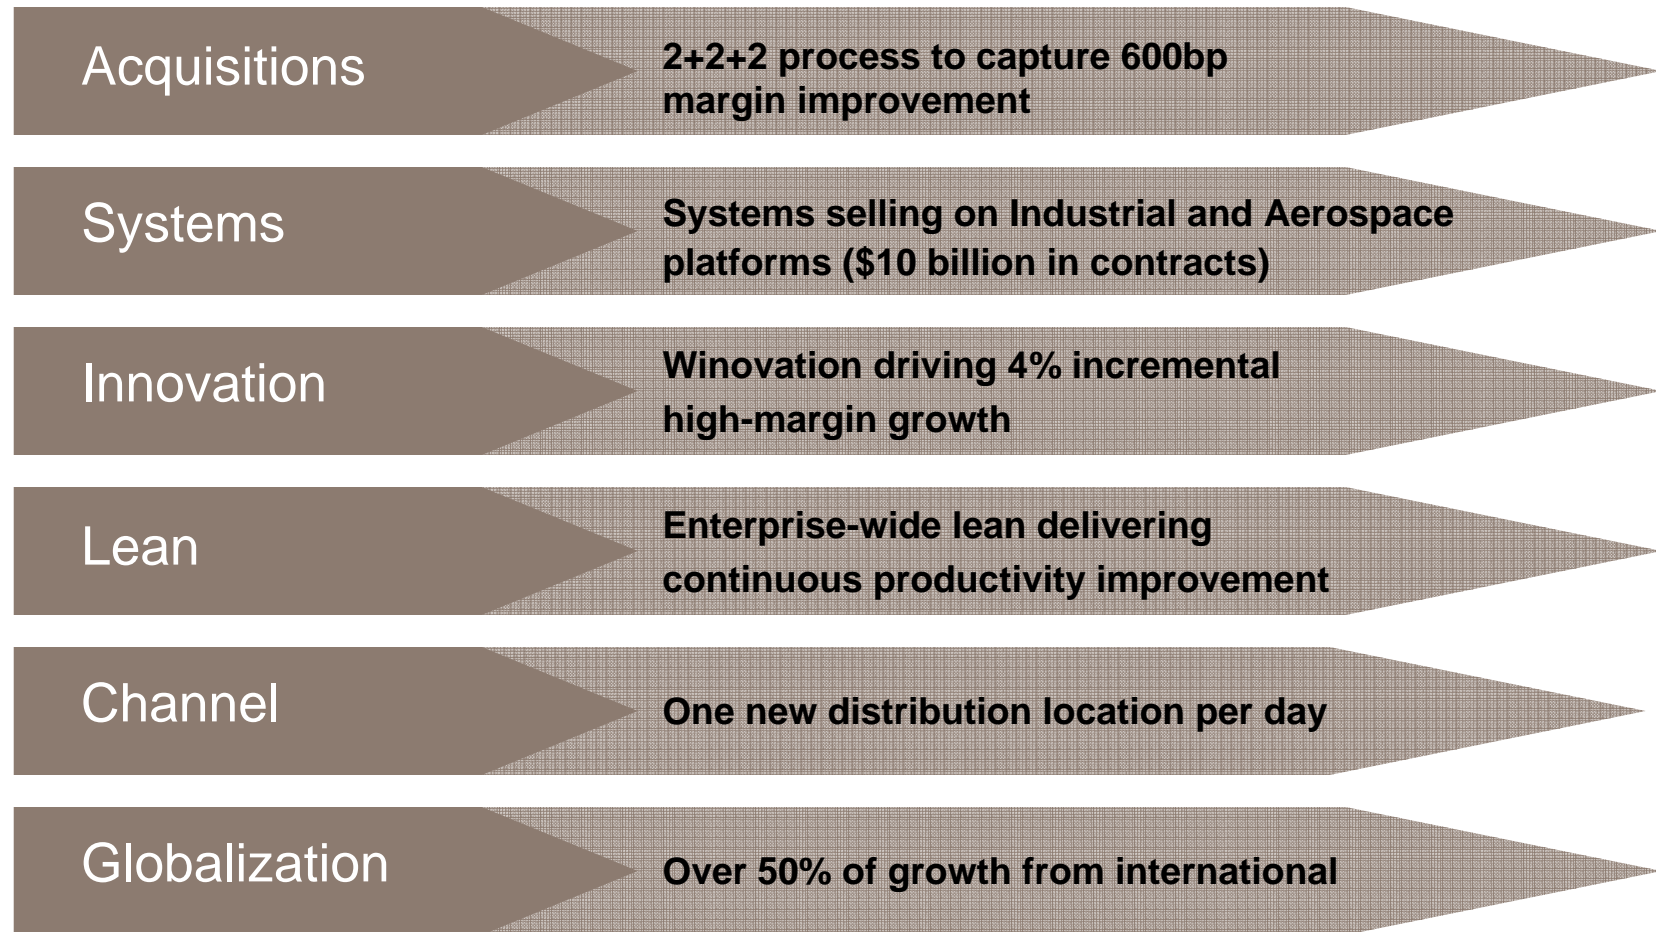 Acquisitions
2+2+2 process to capture 600bp
margin improvement
Systems
Systems selling on Industrial and Aerospace
platforms ($10 billion in contracts)
Innovation
Winovation driving 4% incremental
high-margin growth
Lean
Enterprise-wide lean delivering
continuous productivity improvement
Channel
One new distribution location per day
Globalization
Over 50% of growth from international